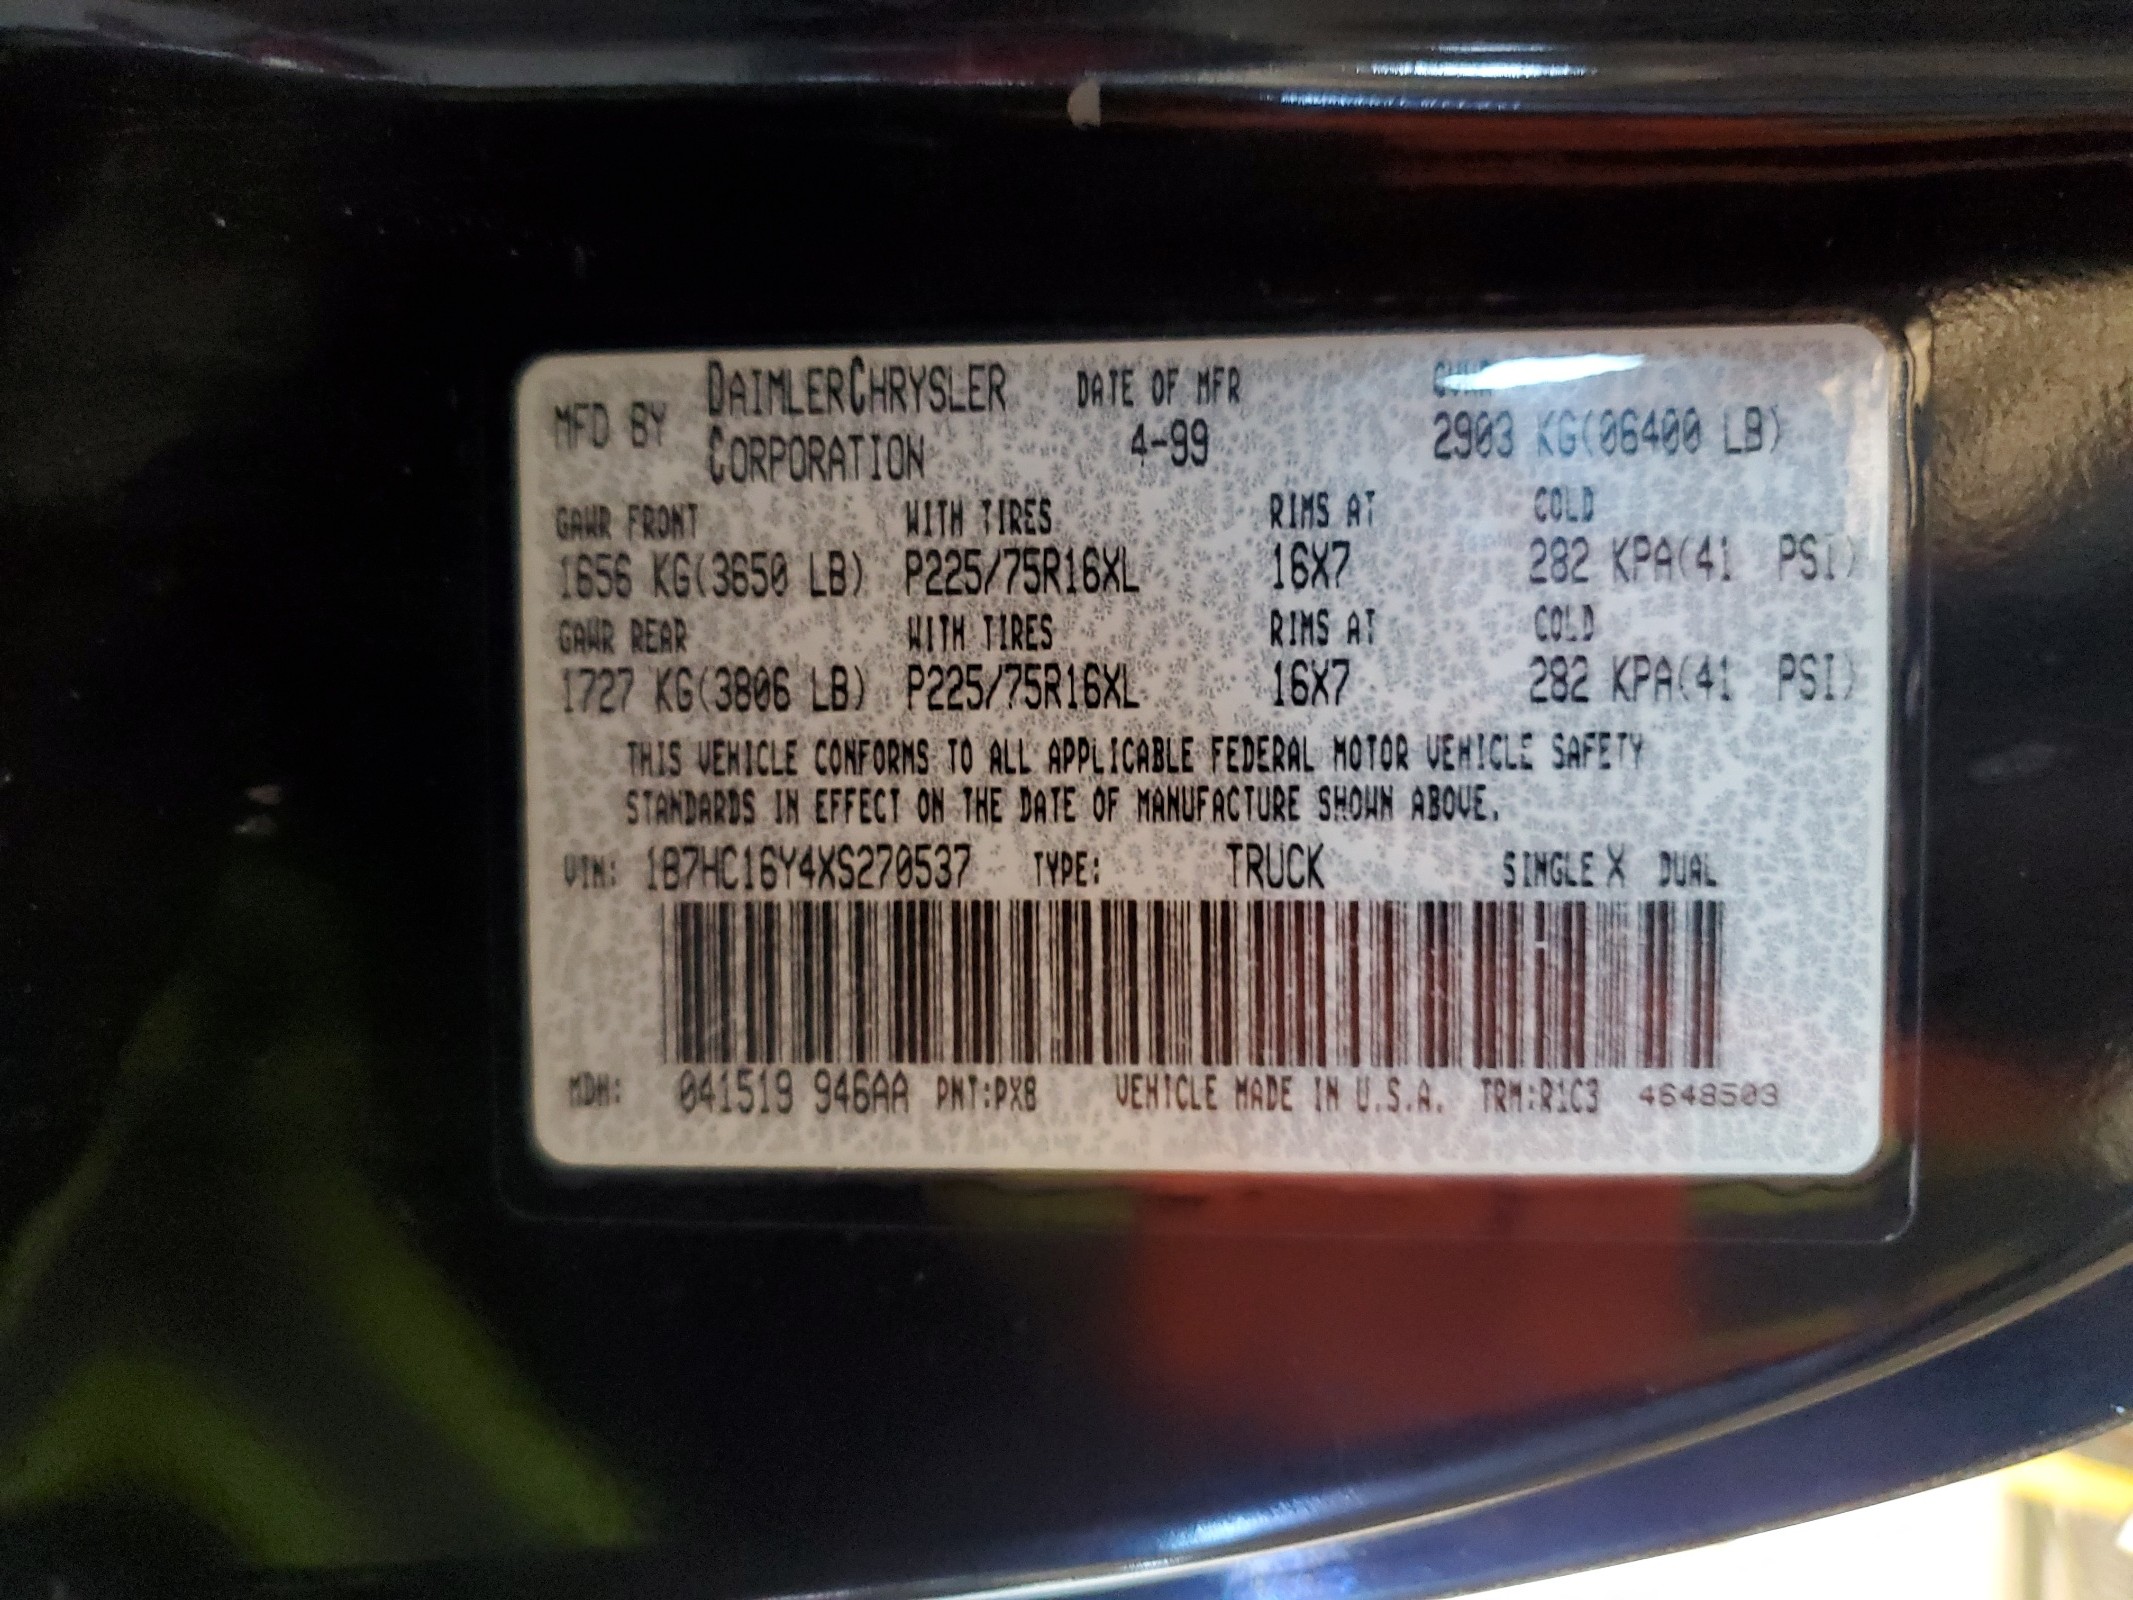 MFD BY DAIMLERCHRYSLER CORPORATION DATE OF MFR 4-99
2903 KG(06400 LB)
GAWR FRONT WITH TIRES RIMS AT COLD
1656 KG(3650 LB) P225/75R16XL 16X7 282 KPA(41 PSI)
GAWR REAR WITH TIRES RIMS AT COLD
1727 KG(3806 LB) P225/75R16XL 16X7 282 KPA(41 PSI)
THIS VEHICLE CONFORMS TO ALL APPLICABLE FEDERAL MOTOR VEHICLE SAFETY
STANDARDS IN EFFECT ON THE DATE OF MANUFACTURE SHOWN ABOVE.
VIN: 1B7HC16Y4XS270537 TYPE: TRUCK SINGLE X DUAL
MDH: 041519 946AA PNT:PX8 VEHICLE MADE IN U.S.A. TRM:R1C3 4648503